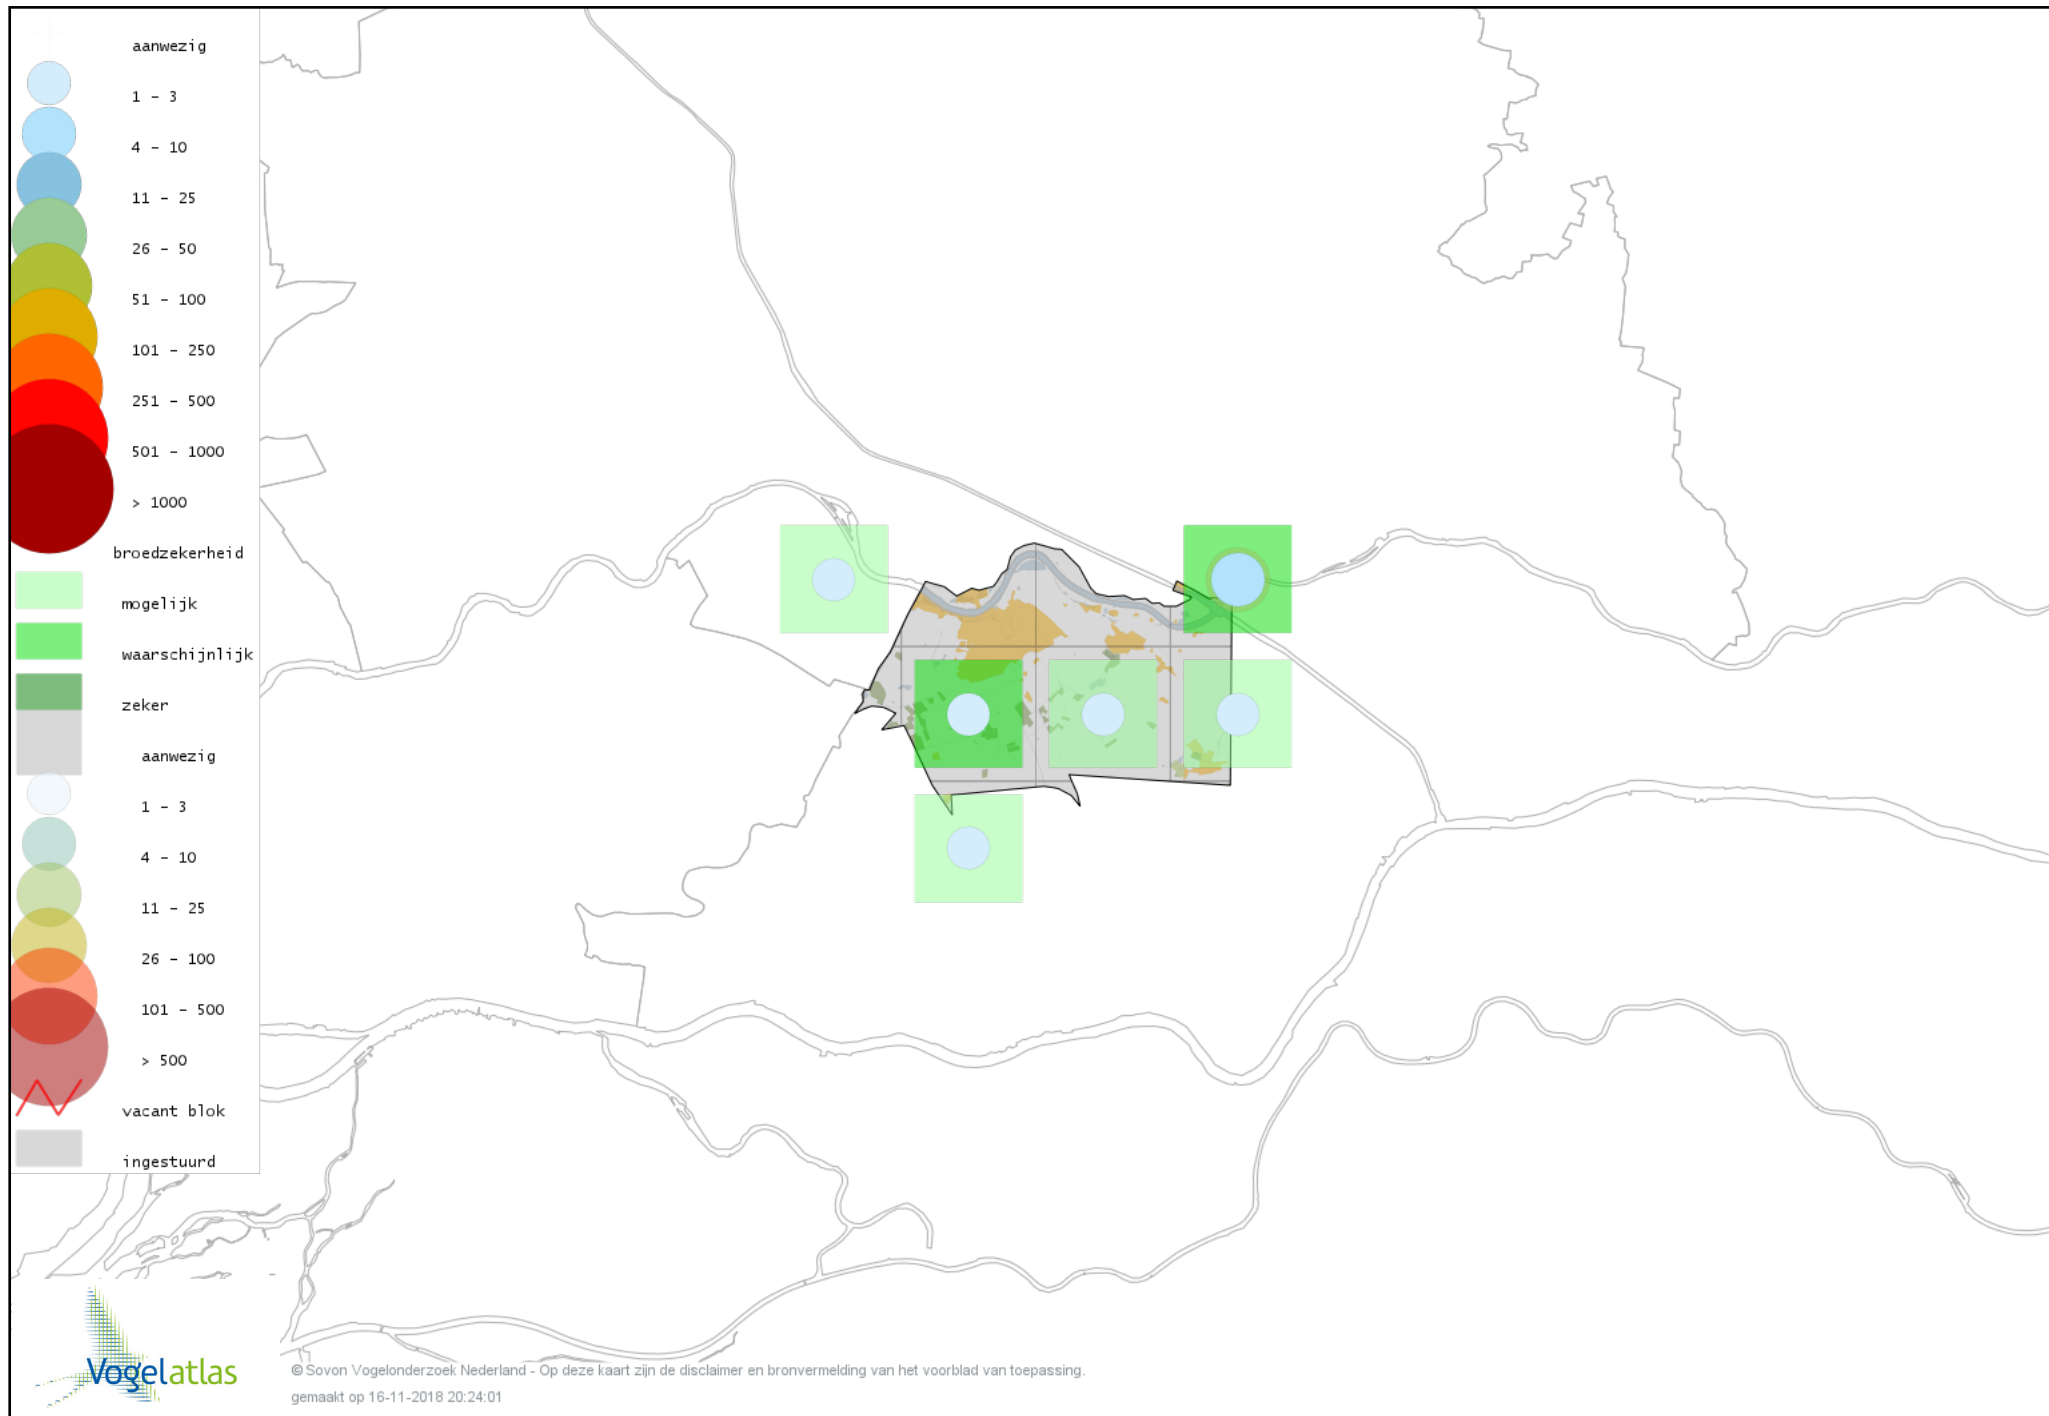 aanwezig
1 - 3
4 - 10
11 - 25
26 - 50
51 - 100
101 - 250
251 - 500
501 - 1000
> 1000
broedzekerheid
mogelijk
waarschijnlijk
zeker
aanwezig
1 - 3
4 - 10
11 - 25
26 - 100
101 - 500
> 500
vacant blok
ingestuurd
Vogelatlas
© Sovon Vogelonderzoek Nederland - Op deze kaart zijn de disclaimer en bronvermelding van het voorblad van toepassing.
gemaakt op 16-11-2018 20:24:01